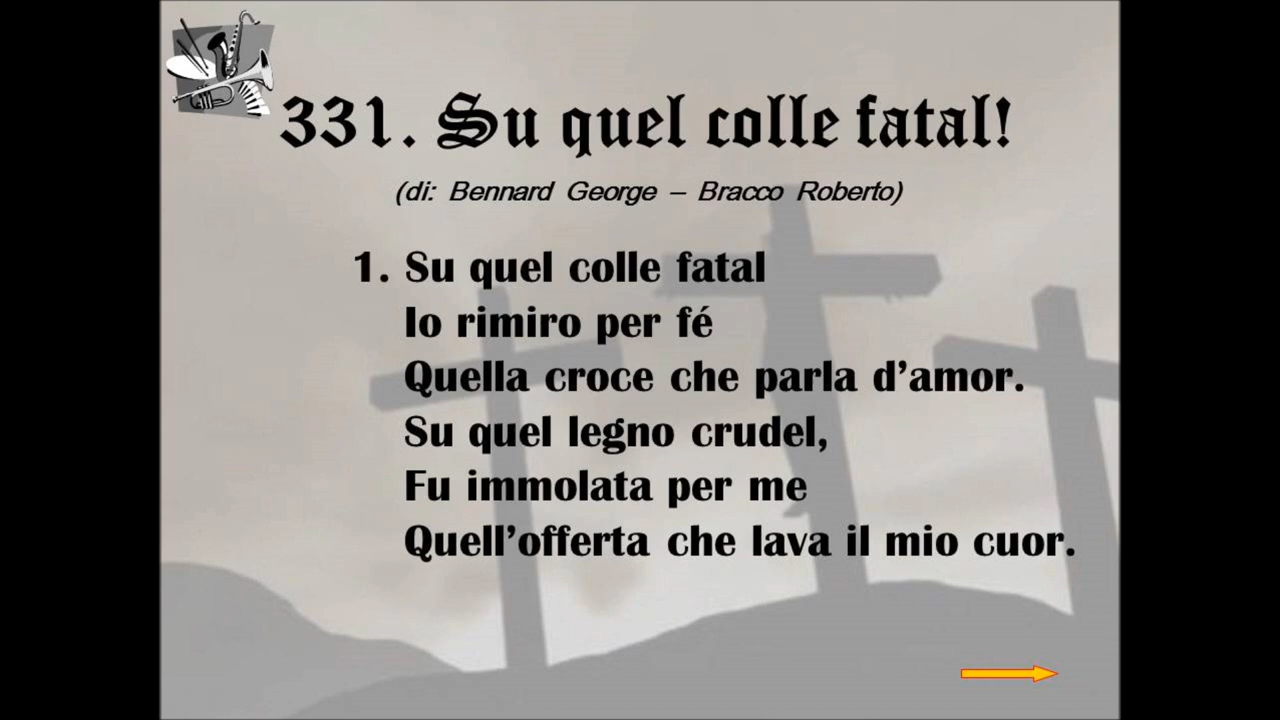 331. Su quel colle fatal!
(di: Bennard George – Bracco Roberto)
1. Su quel colle fatal
Io rimiro per fé
Quella croce che parla d’amor.
Su quel legno crudel,
Fu immolata per me
Quell’offerta che lava il mio cuor.